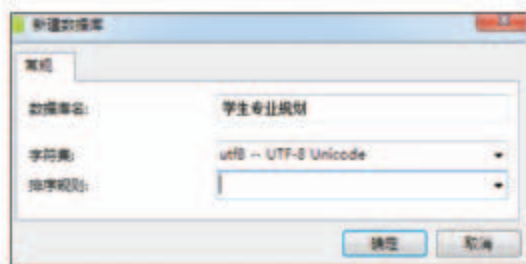 新建数据库
常规
数据库名: 学生专业规划
字符集: utf8 -- UTF-8 Unicode
排序规则:
确定 取消